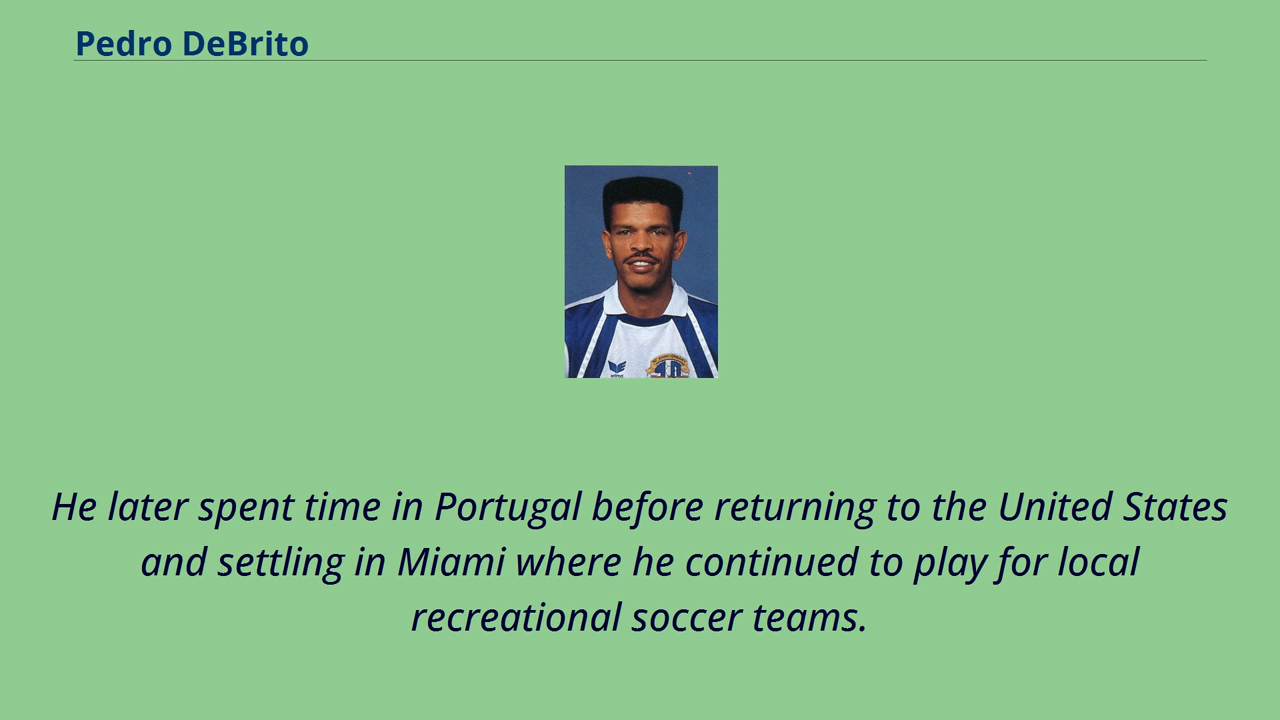 Pedro DeBrito
He later spent time in Portugal before returning to the United States
and settling in Miami where he continued to play for local
recreational soccer teams.